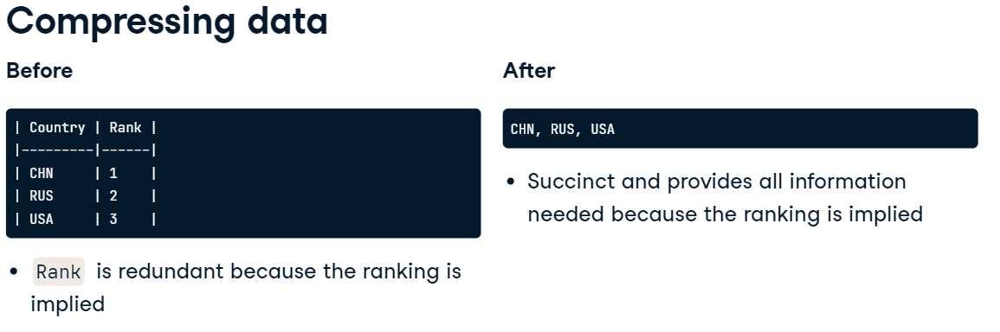 Compressing data
Before
| Country | Rank |
|---------|------|
| CHN     | 1    |
| RUS     | 2    |
| USA     | 3    |
• Rank is redundant because the ranking is
implied
After
CHN, RUS, USA
• Succinct and provides all information
needed because the ranking is implied